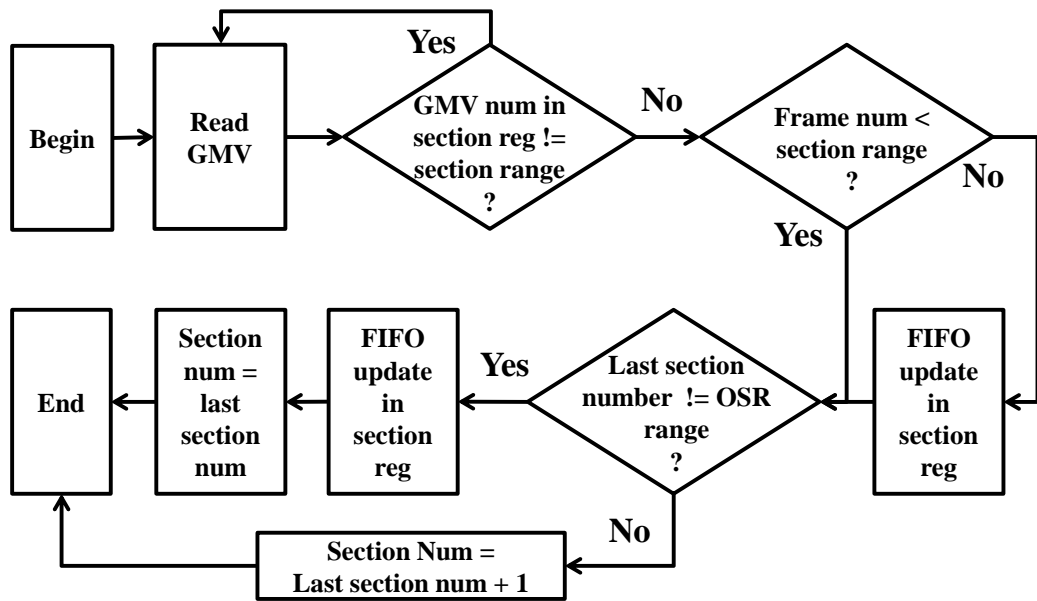 Begin
Read
GMV
Yes
GMV num in
section reg !=
section range
?
No
Frame num <
section range
?
No
Yes
End
Section
num =
last
section
num
FIFO
update
in
section
reg
Yes
Last section
number != OSR
range
?
FIFO
update
in
section
reg
No
Section Num =
Last section num + 1